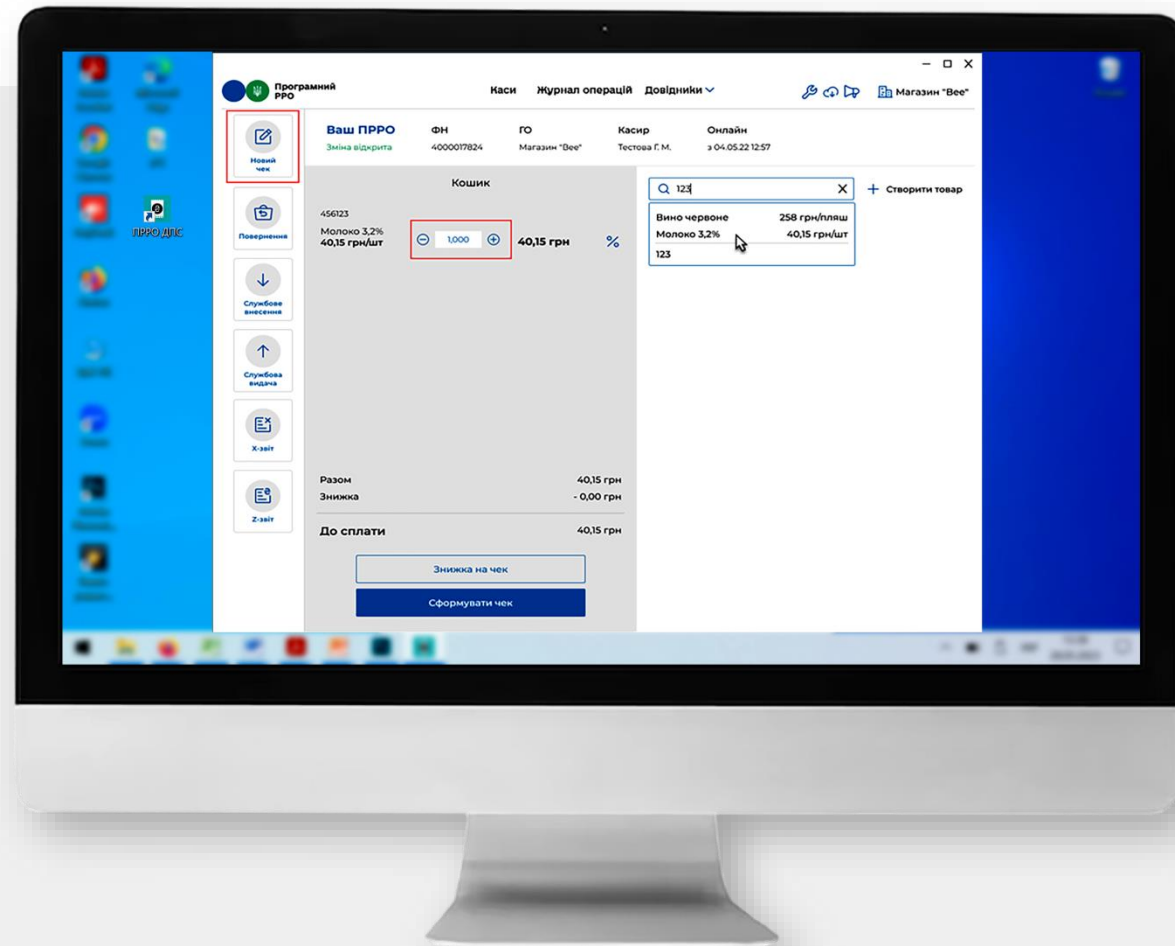 Програмний
РРО
Каси Журнал операцій Довідники
Магазин "Bee"
Новий
чек
Ваш ПРРО ФН ГО Касир Онлайн
Зміна відкрита 4000017824 Магазин "Bee" Тестова Г. М. з 04.05.22 12:57
Кошик
123
Створити товар
456123
Молоко 3,2%
40,15 грн/шт
1,000
40,15 грн
%
Вино червоне 258 грн/пляш
Молоко 3,2% 40,15 грн/шт
123
Повернення
ПРРО ДПС
Службове
внесення
Службова
видача
X-звіт
Z-звіт
Разом 40,15 грн
Знижка - 0,00 грн
До сплати 40,15 грн
Знижка на чек
Сформувати чек